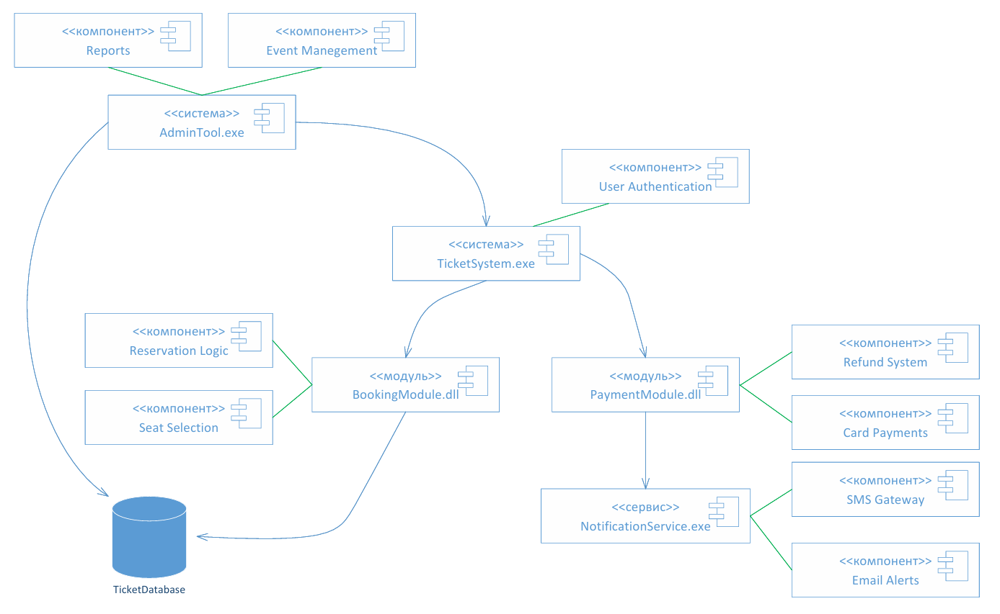 <<компонент>>
Reports
<<компонент>>
Event Manegement
<<система>>
AdminTool.exe
<<компонент>>
User Authentication
<<система>>
TicketSystem.exe
<<компонент>>
Reservation Logic
<<компонент>>
Seat Selection
<<модуль>>
BookingModule.dll
<<модуль>>
PaymentModule.dll
<<компонент>>
Refund System
<<компонент>>
Card Payments
<<компонент>>
SMS Gateway
<<сервис>>
NotificationService.exe
<<компонент>>
Email Alerts
TicketDatabase